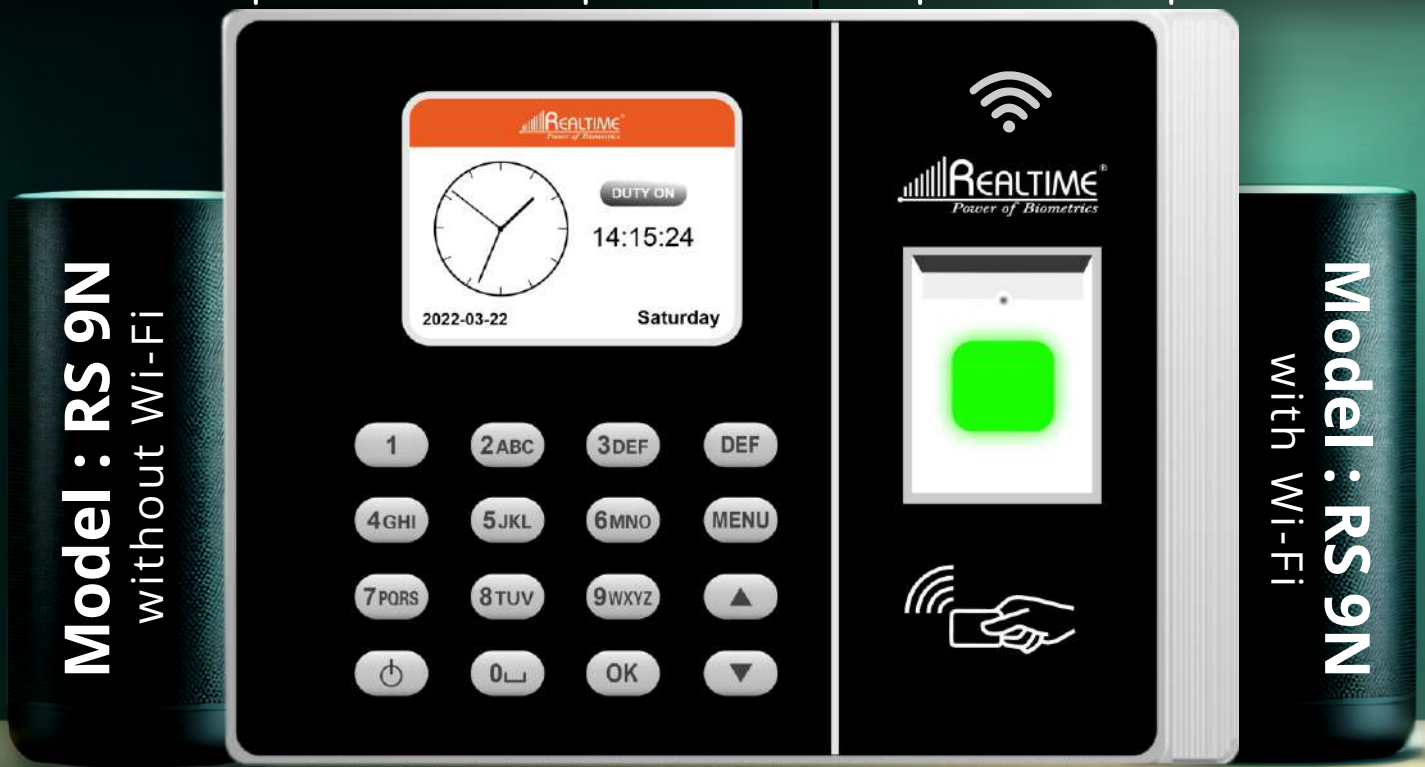 Model : RS 9N
without Wi-Fi
REALTIME
Power of Biometrics
DUTY ON
14:15:24
2022-03-22
Saturday
1
2ABC
3DEF
DEF
4GHI
5JKL
6MNO
MENU
7PQRS
8TUV
9WXYZ
0
OK
REALTIME®
Power of Biometrics
Model : RS 9N
with Wi-Fi